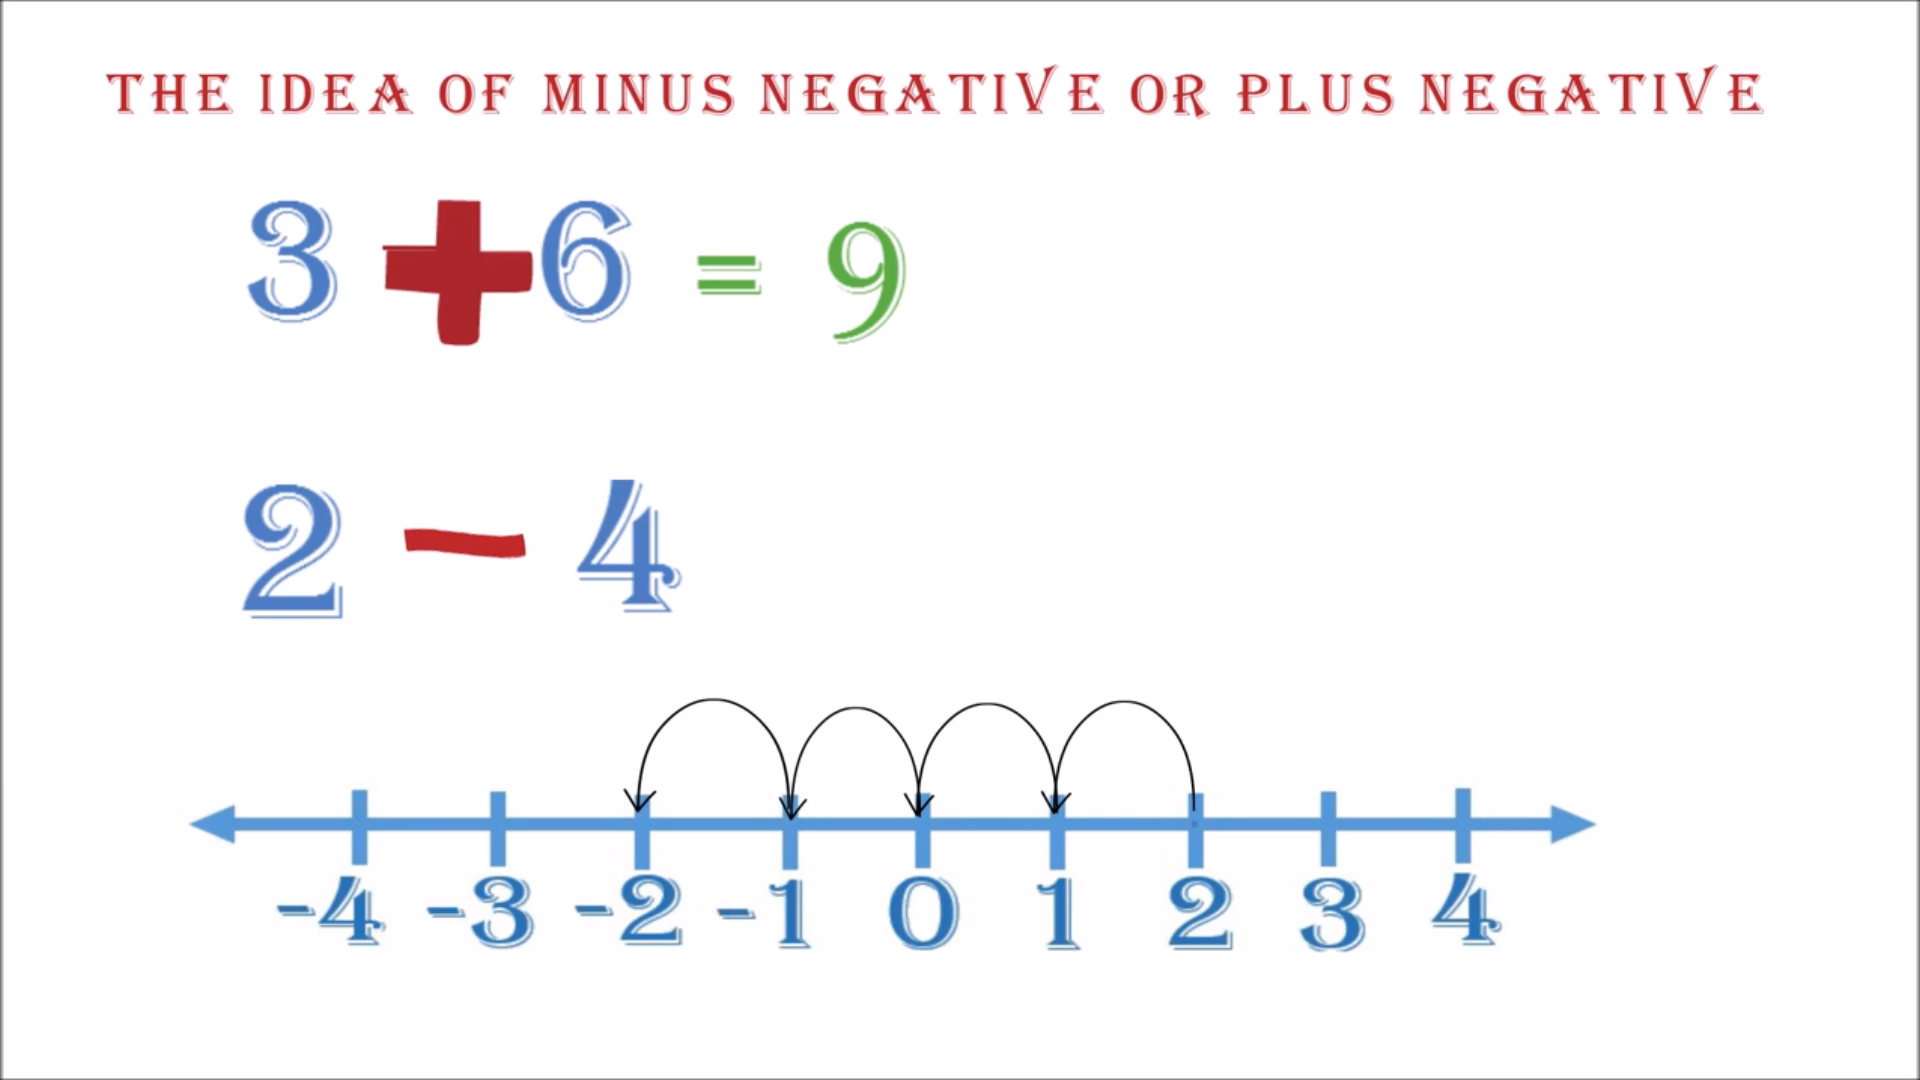 THE IDEA OF MINUS NEGATIVE OR PLUS NEGATIVE
3 + 6 = 9
2 - 4
-4 -3 -2 -1 0 1 2 3 4